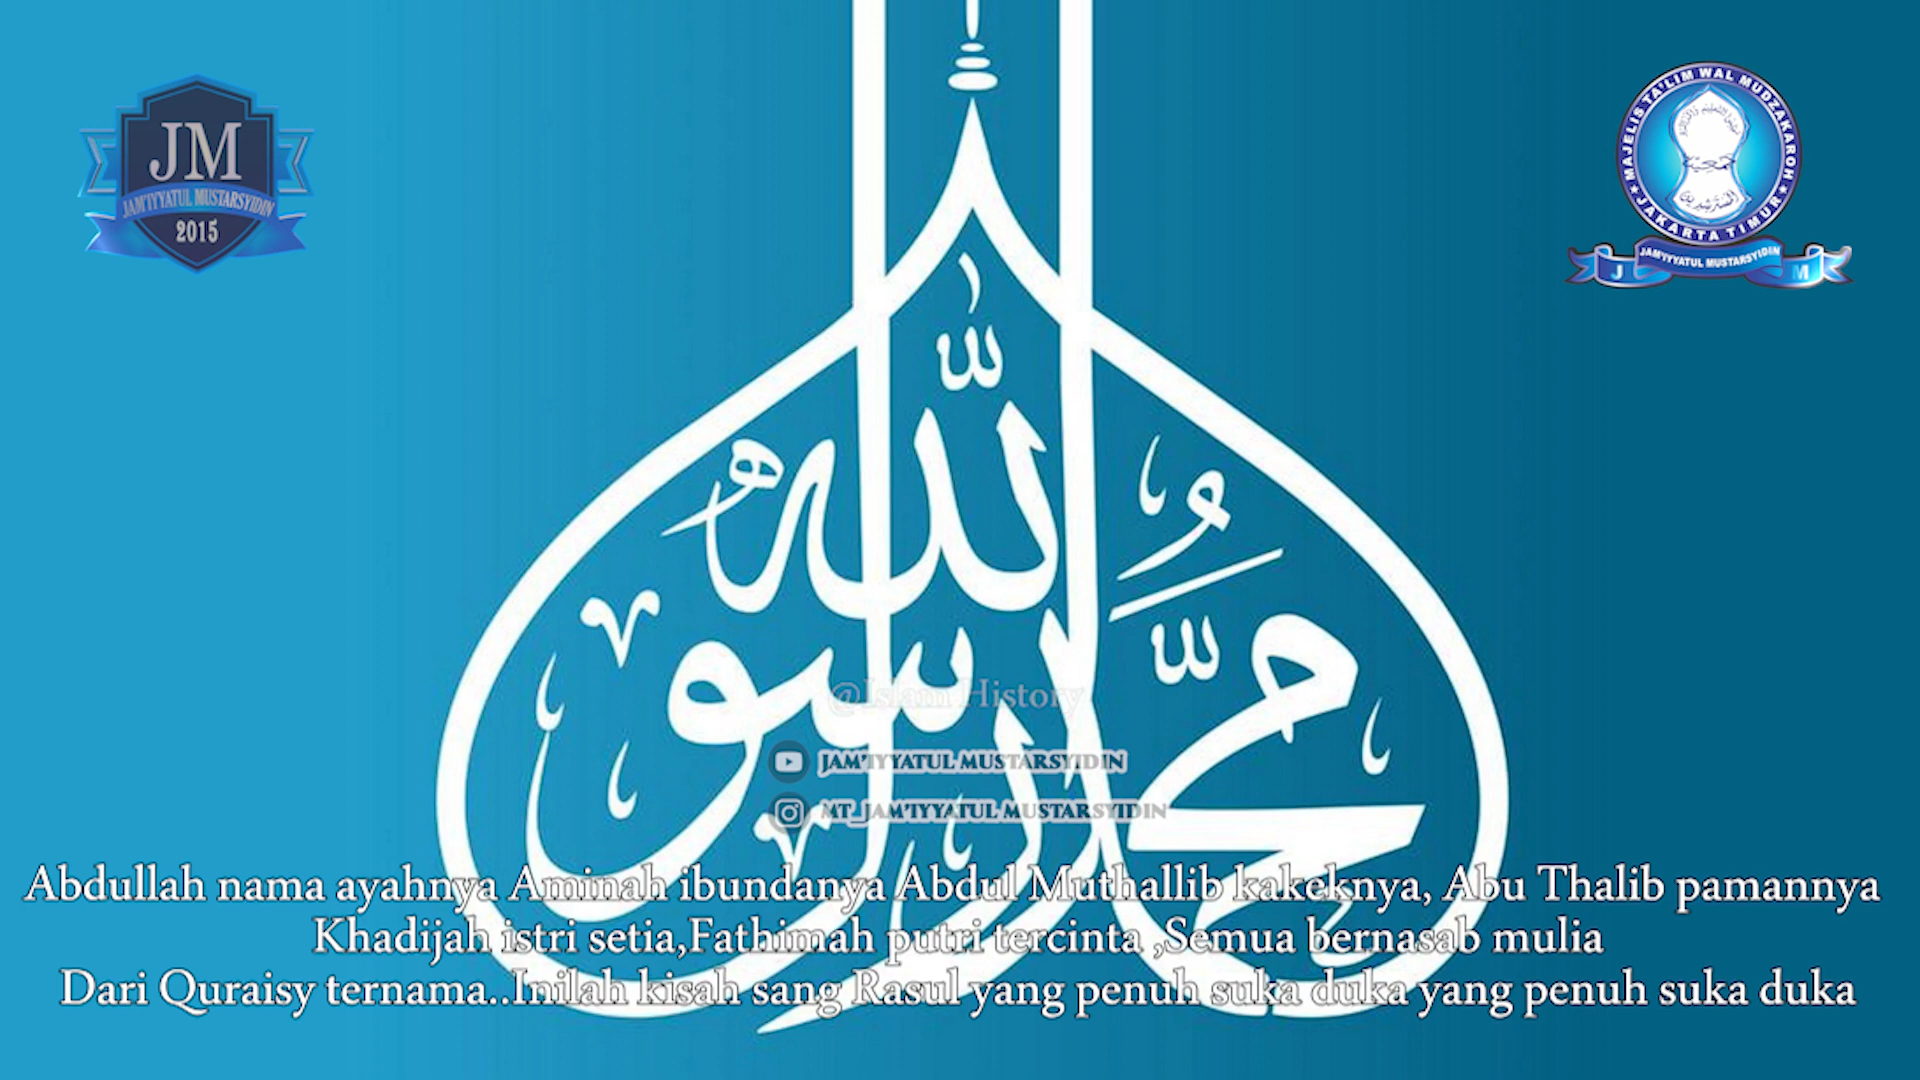 JM
JAM'IYYATUL MUSTARSYIDIN
2015
MAJELIS TA'LIM WAL MUDZAKAROH
JAKARTA TIMUR
JAM'IYYATUL MUSTARSYIDIN
J M
محمد رسول الله
@Islam History
JAM'IYYATUL MUSTARSYIDIN
MT_JAM'IYYATUL MUSTARSYIDIN
Abdullah nama ayahnya Aminah ibundanya Abdul Muthallib kakeknya, Abu Thalib pamannya
Khadijah istri setia,Fathimah putri tercinta ,Semua bernasab mulia
Dari Quraisy ternama..Inilah kisah sang Rasul yang penuh suka duka yang penuh suka duka